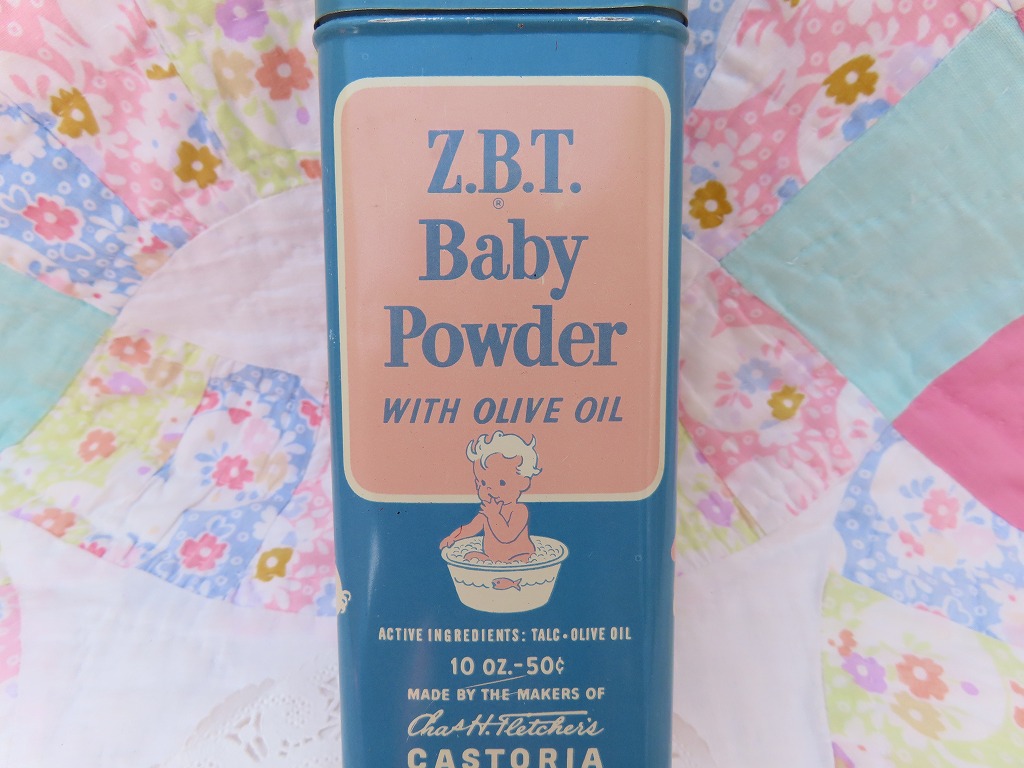 Z.B.T.
®
Baby
Powder
WITH OLIVE OIL
ACTIVE INGREDIENTS: TALC • OLIVE OIL
10 OZ.-50¢
MADE BY THE MAKERS OF
Chas H. Fletcher's
CASTORIA